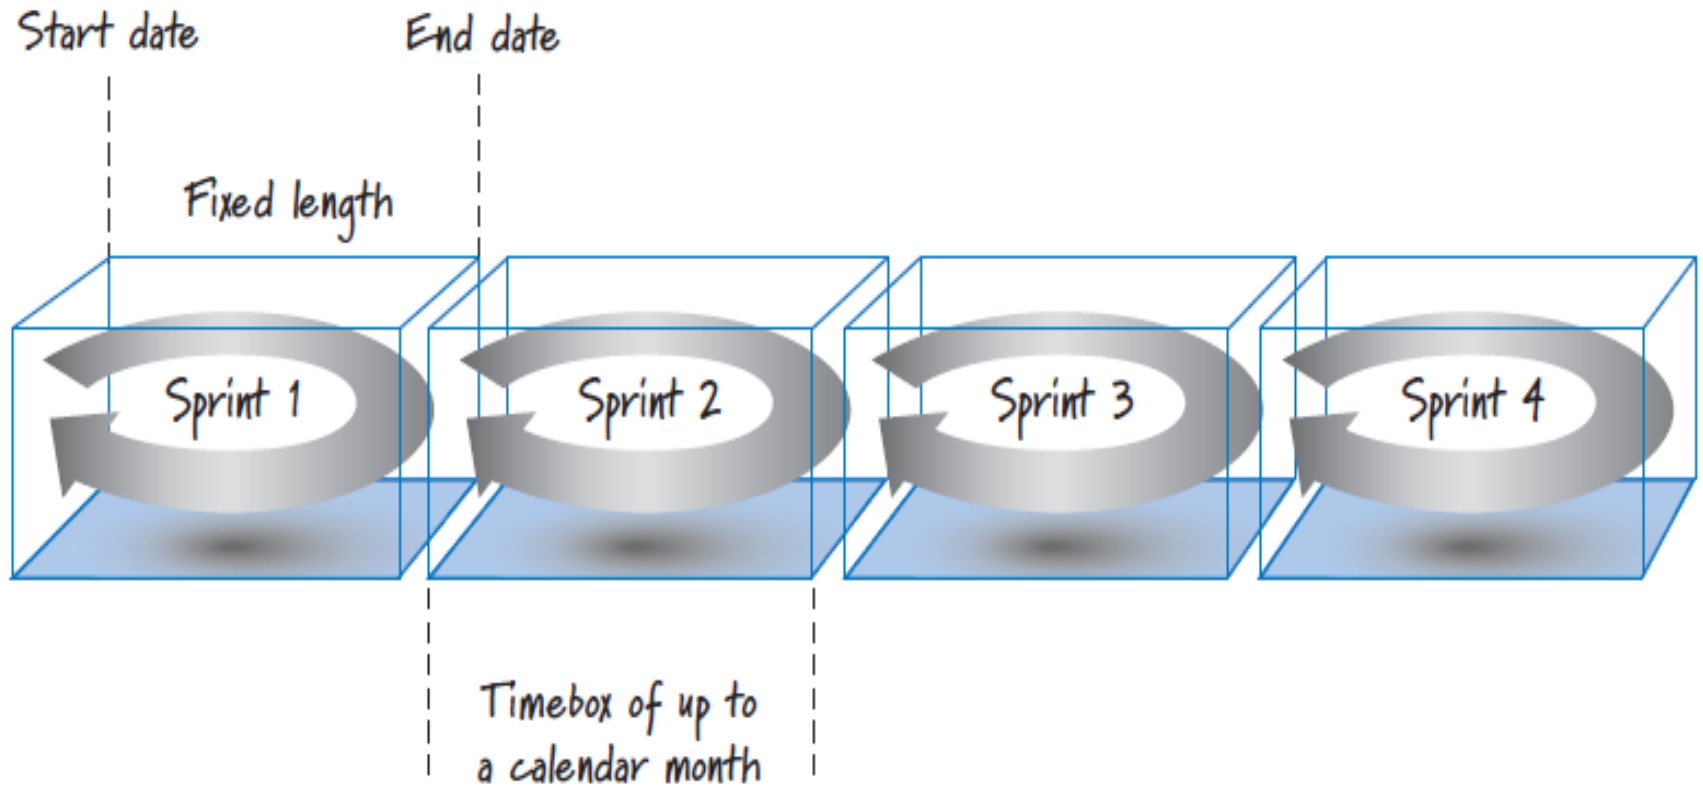 Start date
End date
Fixed length
Sprint 1
Sprint 2
Sprint 3
Sprint 4
Timebox of up to
a calendar month